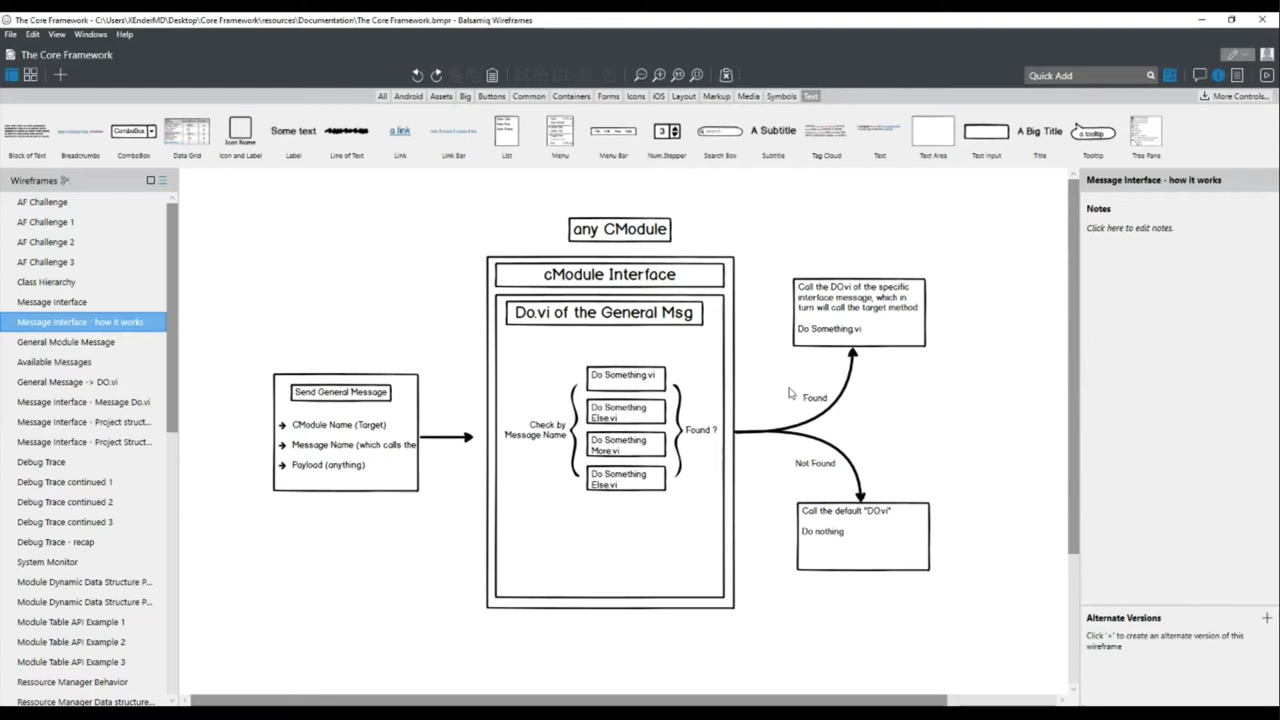 The Core Framework - C:\Users\XEnderMD\Desktop\Core Framework\resources\Documentation\The Core Framework.bmpr - Balsamiq Wireframes
File Edit View Windows Help
The Core Framework
Quick Add
All Android Assets Big Buttons Common Containers Forms Icons iOS Layout Markup Media Symbols Text
More Controls...
ComboBox
Icon Name
Some text
a link
3
search
A Subtitle
A Big Title
a tooltip
Block of Text Breadcrumbs ComboBox Data Grid Icon and Label Label Line of Text Link Link Bar List Menu Menu Bar Num.Stepper Search Box Subtitle Tag Cloud Text Text Area Text Input Title Tooltip Tree Pane
Wireframes
AF Challenge
AF Challenge 1
AF Challenge 2
AF Challenge 3
Class Hierarchy
Message Interface
Message Interface - how it works
General Module Message
Available Messages
General Message -> DO.vi
Message Interface - Message Do.vi
Message Interface - Project struct...
Message Interface - Project Struct...
Debug Trace
Debug Trace continued 1
Debug Trace continued 2
Debug Trace continued 3
Debug Trace - recap
System Monitor
Module Dynamic Data Structure P...
Module Dynamic Data Structure P...
Module Table API Example 1
Module Table API Example 2
Module Table API Example 3
Ressource Manager Behavior
Ressource Manager Data structure...
any CModule
cModule Interface
Do.vi of the General Msg
Send General Message
CModule Name (Target)
Message Name (which calls the
Payload (anything)
Check by
Message Name
Do Something.vi
Do Something
Else.vi
Do Something
More.vi
Do Something
Else.vi
Found ?
Found
Not Found
Call the DO.vi of the specific
interface message, which in
turn will call the target method.
Do Something.vi
Call the default "DO.vi"
Do nothing
Message Interface - how it works
Notes
Click here to edit notes.
Alternate Versions
Click '+' to create an alternate version of this
wireframe